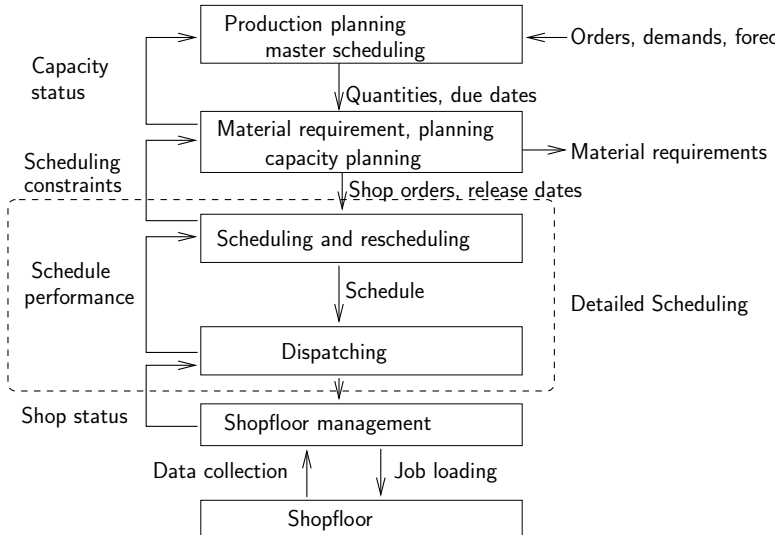 Production planning
master scheduling
Orders, demands, forec
Capacity
status
Quantities, due dates
Material requirement, planning
capacity planning
Material requirements
Scheduling
constraints
Shop orders, release dates
Scheduling and rescheduling
Schedule
performance
Schedule
Detailed Scheduling
Dispatching
Shop status
Shopfloor management
Data collection
Job loading
Shopfloor